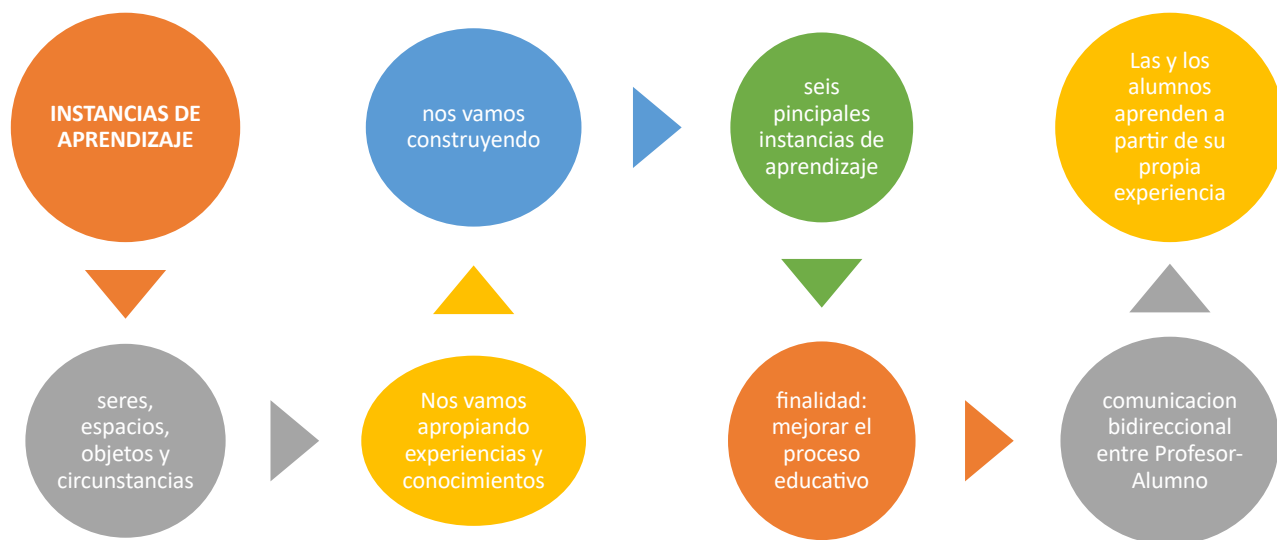 INSTANCIAS DE
APRENDIZAJE
seres,
espacios,
objetos y
circunstancias
Nos vamos
apropiando
experiencias y
conocimientos
nos vamos
construyendo
seis
pincipales
instancias de
aprendizaje
finalidad:
mejorar el
proceso
educativo
comunicacion
bidireccional
entre Profesor-
Alumno
Las y los
alumnos
aprenden a
partir de su
propia
experiencia